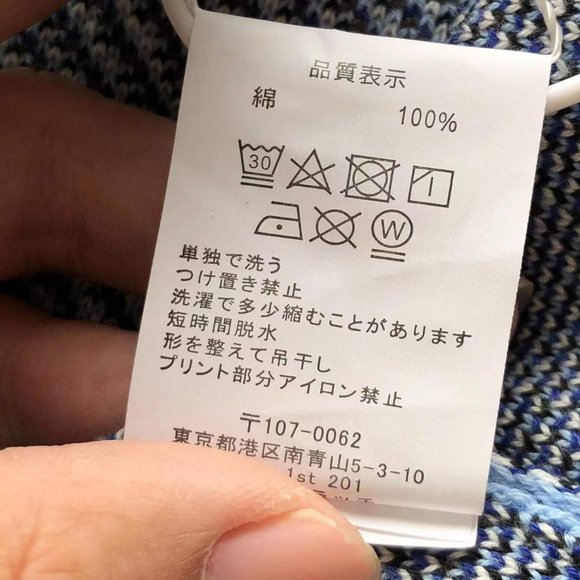 品質表示
綿 100%
30
W
単独で洗う
つけ置き禁止
洗濯で多少縮むことがあります
短時間脱水
形を整えて吊干し
プリント部分アイロン禁止
〒107-0062
東京都港区南青山5-3-10
1st 201